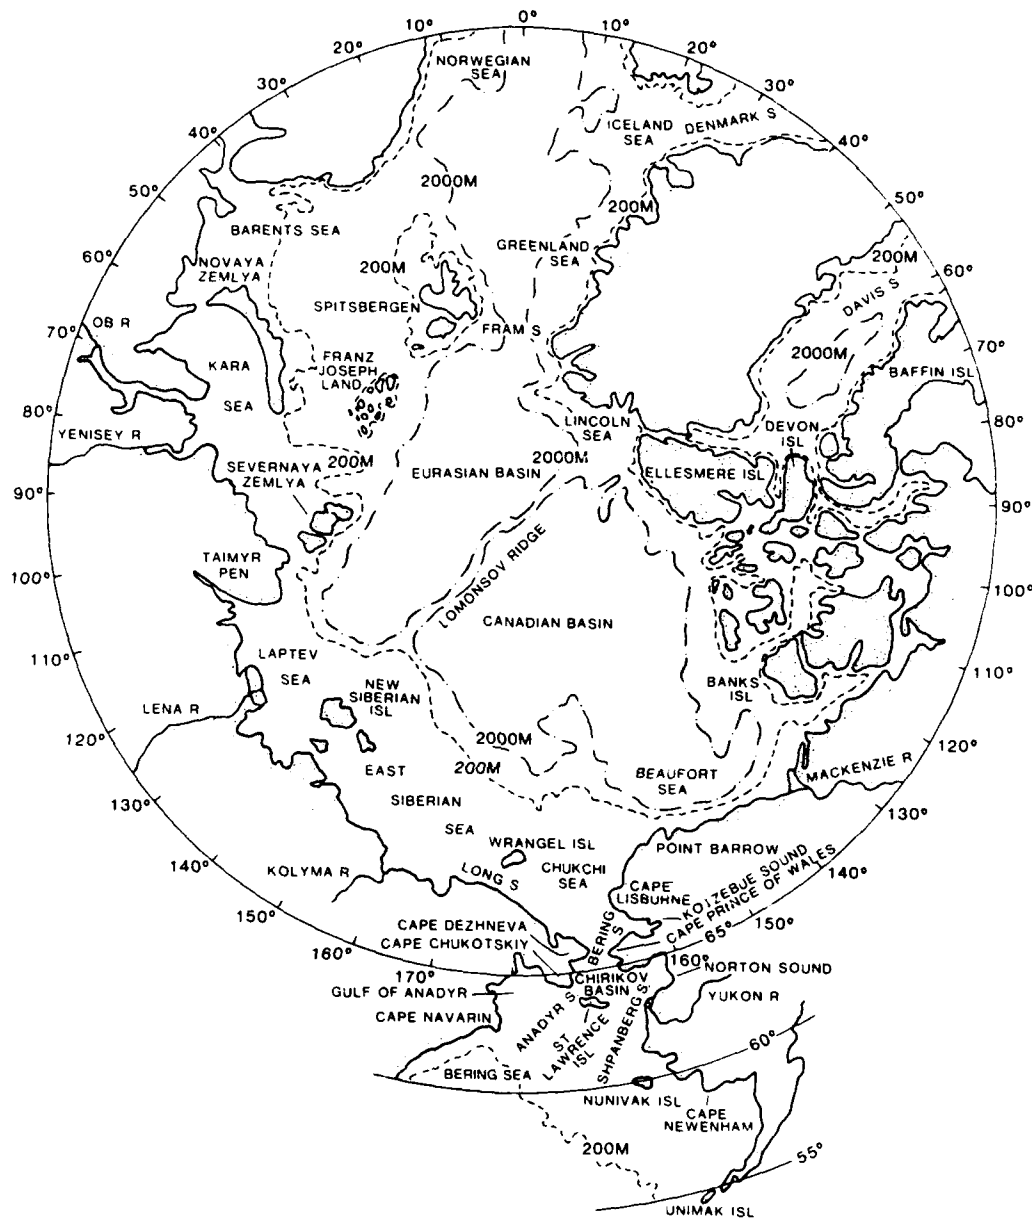 0°
10°
10°
20°
20°
30°
30°
40°
40°
50°
50°
60°
60°
70°
70°
80°
80°
90°
90°
100°
100°
110°
110°
120°
120°
130°
130°
140°
140°
150°
150°
160°
160°
170°
65°
60°
55°
NORWEGIAN
SEA
ICELAND
SEA
DENMARK S
2000M
200M
GREENLAND
SEA
BARENTS SEA
NOVAYA
ZEMLYA
200M
SPITSBERGEN
FRAM S
200M
DAVIS S
2000M
BAFFIN ISL
OB R
KARA
SEA
FRANZ
JOSEPH
LAND
YENISEY R
LINCOLN
SEA
DEVON
ISL
SEVERNAYA
ZEMLYA
200M
EURASIAN BASIN
2000M
ELLESMERE ISL
TAIMYR
PEN
LOMONSOV RIDGE
CANADIAN BASIN
LAPTEV
SEA
NEW
SIBERIAN
ISL
BANKS
ISL
LENA R
2000M
200M
EAST
SIBERIAN
SEA
BEAUFORT
SEA
MACKENZIE R
WRANGEL ISL
POINT BARROW
KOLYMA R
LONG S
CHUKCHI
SEA
CAPE
LISBURNE
KOTZEBUE SOUND
CAPE PRINCE OF WALES
CAPE DEZHNEVA
CAPE CHUKOTSKIY
BERING
S
CHIRIKOV
BASIN
NORTON SOUND
YUKON R
GULF OF ANADYR
CAPE NAVARIN
ANADYR S
ST
LAWRENCE
ISL
SHPANBERG S
BERING SEA
NUNIVAK ISL
CAPE
NEWENHAM
200M
UNIMAK ISL